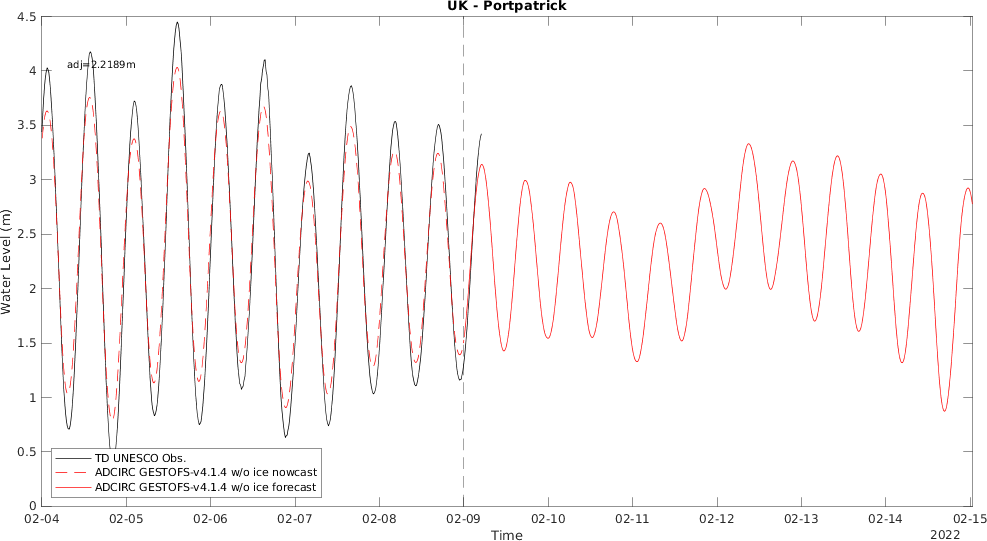 UK - Portpatrick
adj=2.2189m
4.5
4
3.5
3
2.5
2
1.5
1
0.5
0
Water Level (m)
TD UNESCO Obs.
ADCIRC GESTOFS-v4.1.4 w/o ice nowcast
ADCIRC GESTOFS-v4.1.4 w/o ice forecast
02-04 02-05 02-06 02-07 02-08 02-09 02-10 02-11 02-12 02-13 02-14 02-15
Time
2022